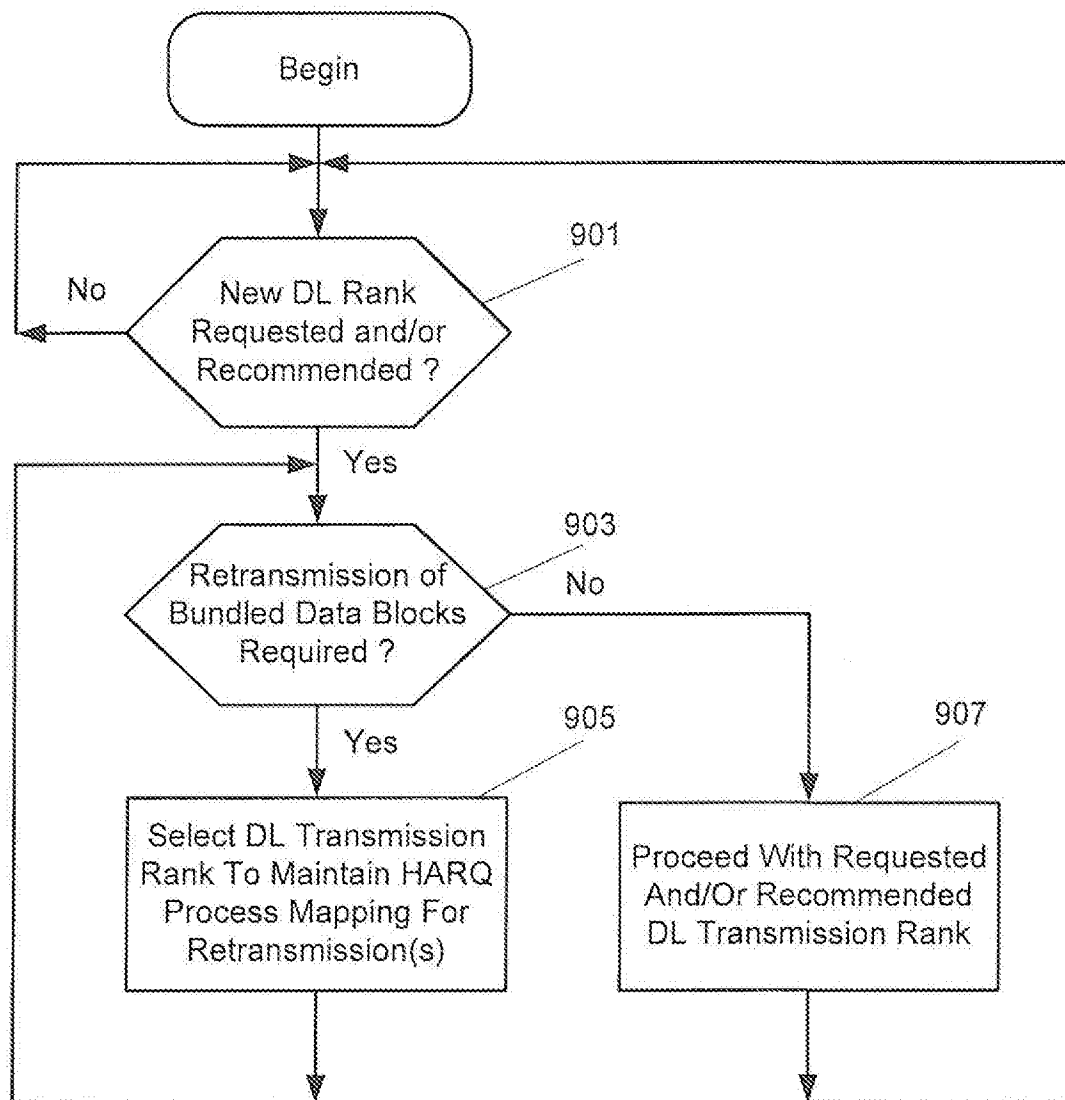 Begin
901
No
New DL Rank
Requested and/or
Recommended ?
Yes
903
Retransmission of
Bundled Data Blocks
Required ?
No
Yes
905
907
Select DL Transmission
Rank To Maintain HARQ
Process Mapping For
Retransmission(s)
Proceed With Requested
And/Or Recommended
DL Transmission Rank